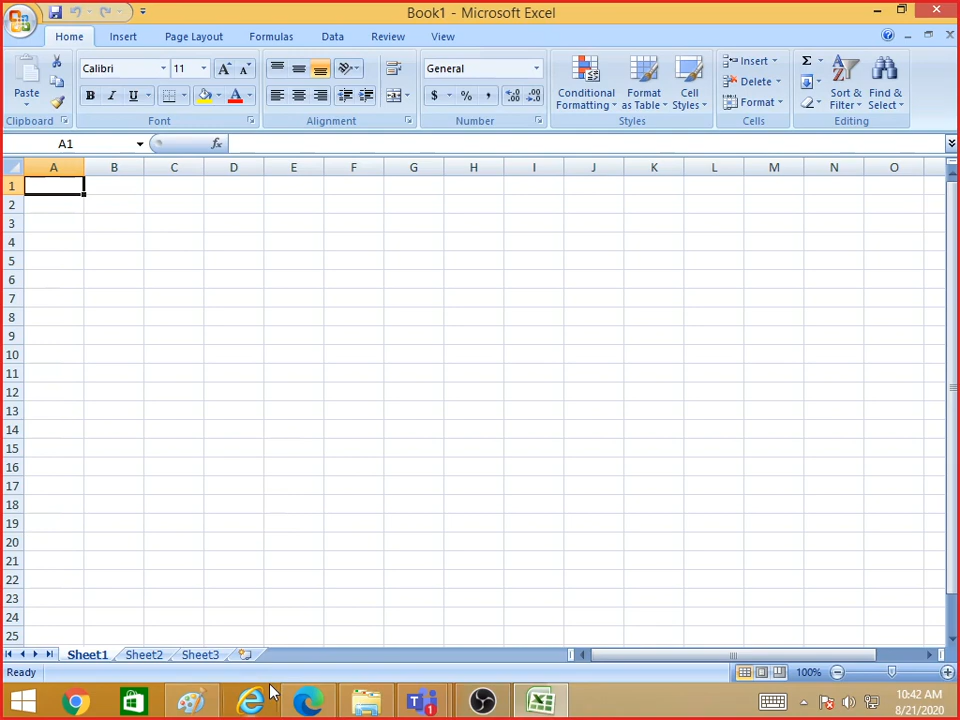 Book1 - Microsoft Excel
Home Insert Page Layout Formulas Data Review View
Paste
Calibri 11
General
$ % ,
B I U
Conditional Formatting
Format as Table
Cell Styles
Insert
Delete
Format
Σ
Sort & Filter
Find & Select
Clipboard Font Alignment Number Styles Cells Editing
A1 fx
A B C D E F G H I J K L M N O
1
2
3
4
5
6
7
8
9
10
11
12
13
14
15
16
17
18
19
20
21
22
23
24
25
Sheet1 Sheet2 Sheet3
Ready 100%
10:42 AM
8/21/2020